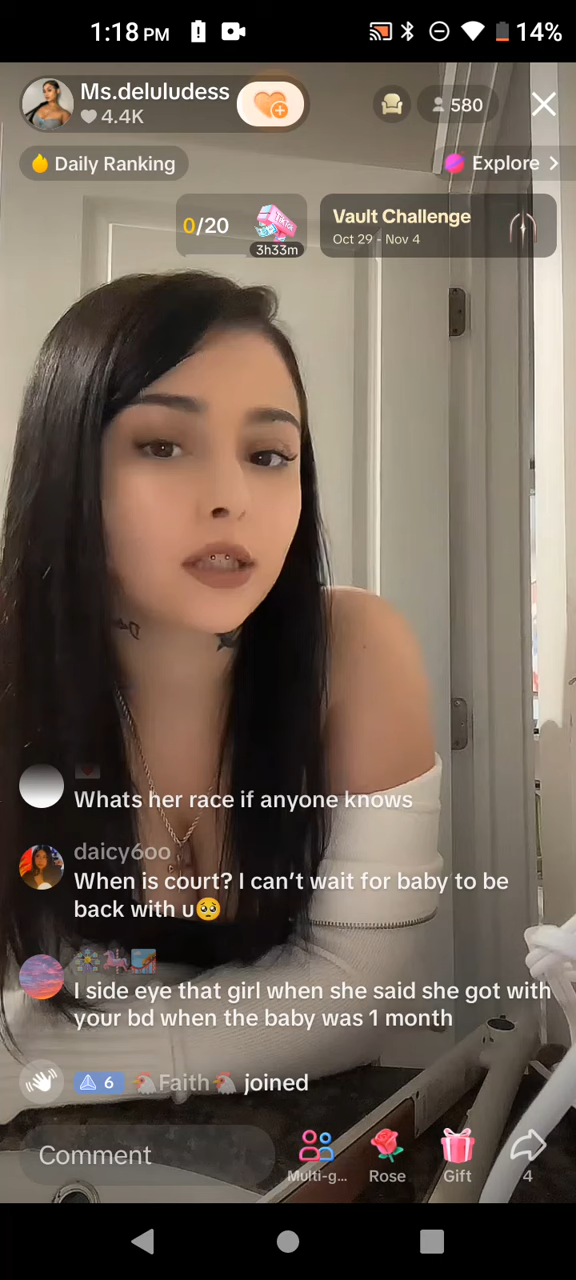 1:18 PM
14%
Ms.deluludess
4.4K
580
Daily Ranking
Explore >
0/20
TikTok
3h33m
Vault Challenge
Oct 29 - Nov 4
Whats her race if anyone knows
daicy6oo
When is court? I can’t wait for baby to be
back with u🥺
🎡🎠🎢
I side eye that girl when she said she got with
your bd when the baby was 1 month
6 🐔Faith🐔 joined
Comment
Multi-g...
Rose
Gift
4